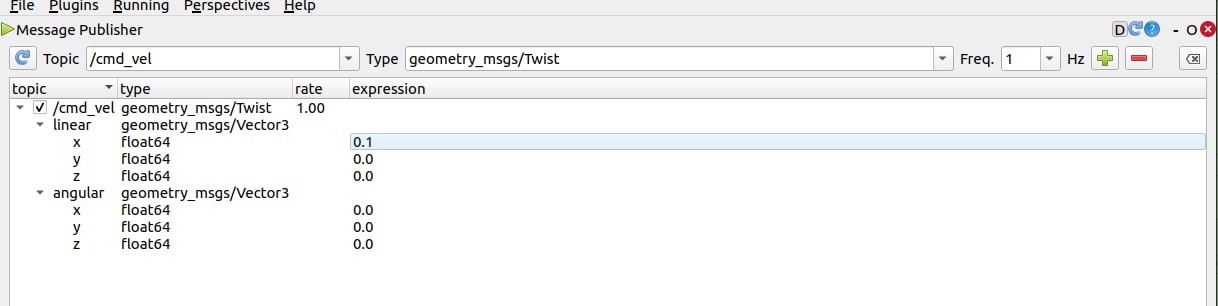 File Plugins Running Perspectives Help
Message Publisher D - O
Topic /cmd_vel Type geometry_msgs/Twist Freq. 1 Hz
topic type rate expression
/cmd_vel geometry_msgs/Twist 1.00
linear geometry_msgs/Vector3
x float64 0.1
y float64 0.0
z float64 0.0
angular geometry_msgs/Vector3
x float64 0.0
y float64 0.0
z float64 0.0